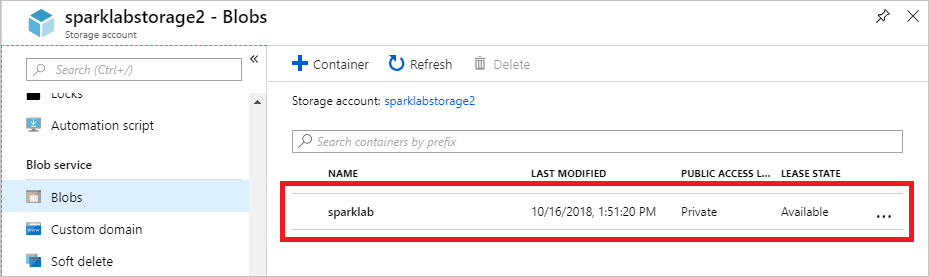 sparklabstorage2 - Blobs
Storage account
Search (Ctrl+/)
Locks
Automation script
Blob service
Blobs
Custom domain
Soft delete
Container Refresh Delete
Storage account: sparklabstorage2
Search containers by prefix
NAME LAST MODIFIED PUBLIC ACCESS L... LEASE STATE
sparklab 10/16/2018, 1:51:20 PM Private Available ...